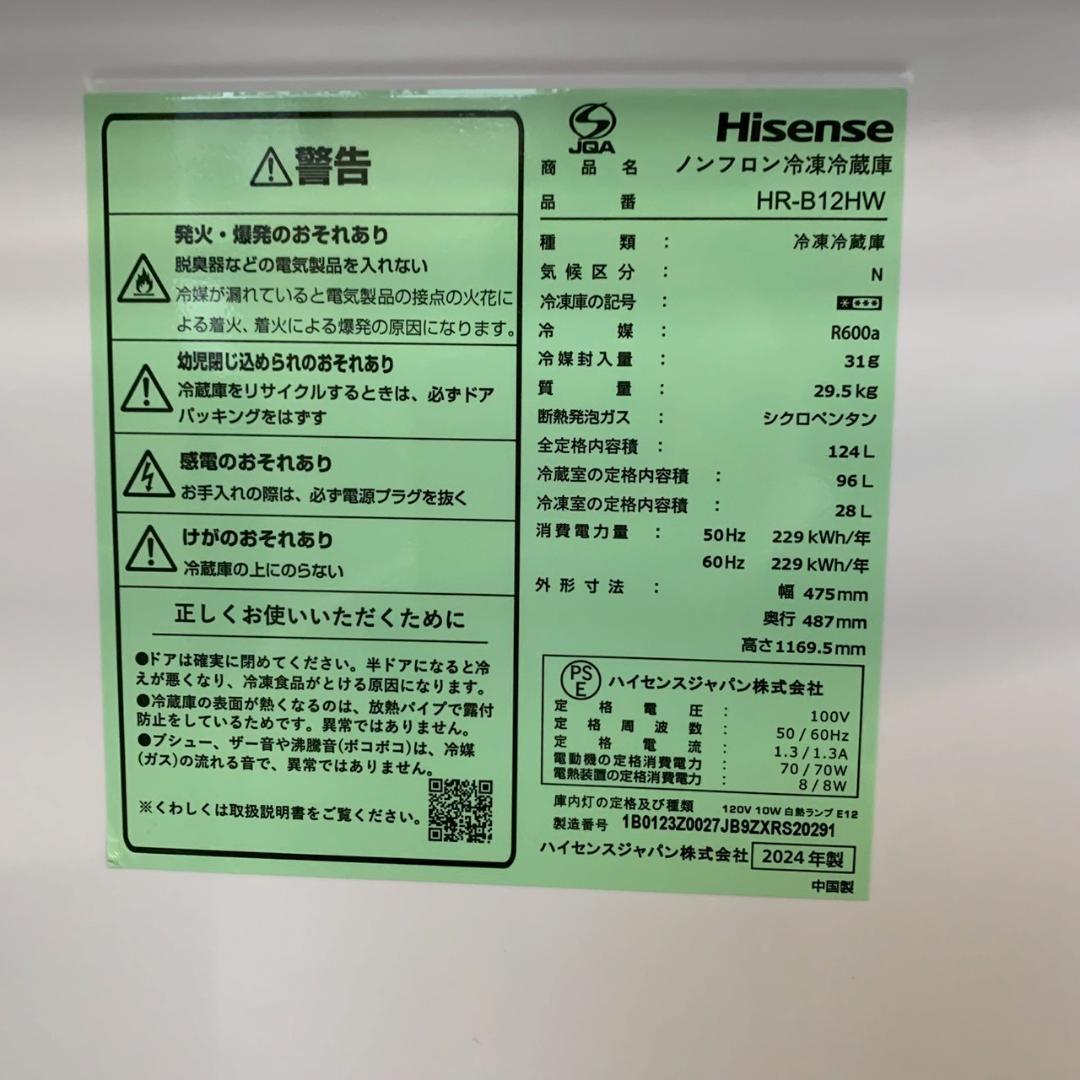 警告
発火・爆発のおそれあり
脱臭器などの電気製品を入れない
冷媒が漏れていると電気製品の接点の火花に
よる着火、着火による爆発の原因になります。
幼児閉じ込められのおそれあり
冷蔵庫をリサイクルするときは、必ずドア
パッキングをはずす
感電のおそれあり
お手入れの際は、必ず電源プラグを抜く
けがのおそれあり
冷蔵庫の上にのらない
正しくお使いいただくために
●ドアは確実に閉めてください。半ドアになると冷
えが悪くなり、冷凍食品がとける原因になります。
●冷蔵庫の表面が熱くなるのは、放熱パイプで露付
防止をしているためです。異常ではありません。
●ブシュー、ザー音や沸騰音(ボコボコ)は、冷媒
(ガス)の流れる音で、異常ではありません。
※くわしくは取扱説明書をご覧ください。
JQA
Hisense
商品名 ノンフロン冷凍冷蔵庫
品番 HR-B12HW
種類 : 冷凍冷蔵庫
気候区分 : N
冷凍庫の記号 :
冷媒 : R600a
冷媒封入量 : 31g
質量 : 29.5kg
断熱発泡ガス : シクロペンタン
全定格内容積 : 124L
冷蔵室の定格内容積 : 96L
冷凍室の定格内容積 : 28L
消費電力量 : 50Hz 229kWh/年
60Hz 229kWh/年
外形寸法 : 幅 475mm
奥行 487mm
高さ1169.5mm
PSE ハイセンスジャパン株式会社
定格電圧 : 100V
定格周波数 : 50/60Hz
定格電流 : 1.3/1.3A
電動機の定格消費電力 : 70/70W
電熱装置の定格消費電力 : 8/8W
庫内灯の定格及び種類 120V 10W 白熱ランプ E12
製造番号 1B0123Z0027JB9ZXRS20291
ハイセンスジャパン株式会社 2024年製
中国製